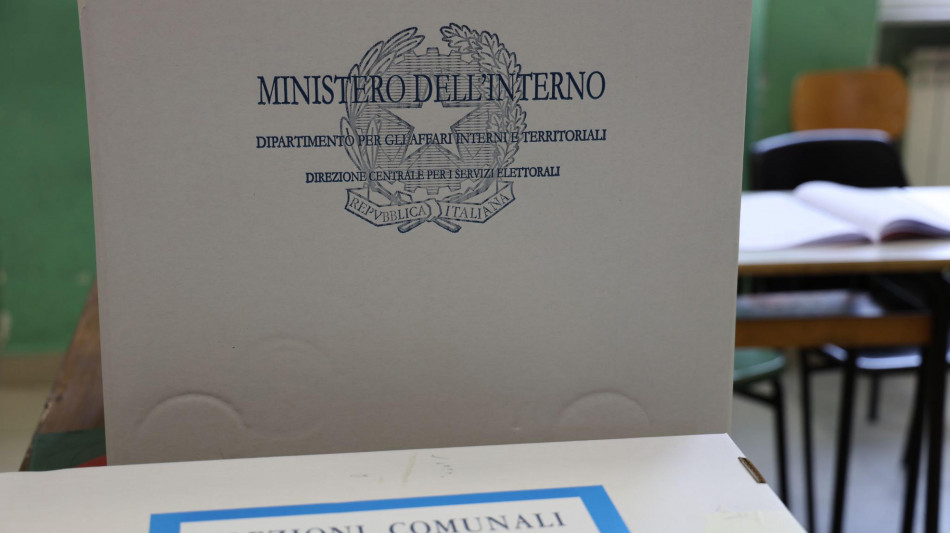 MINISTERO DELL'INTERNO
DIPARTIMENTO PER GLI AFFARI INTERNI E TERRITORIALI
DIREZIONE CENTRALE PER I SERVIZI ELETTORALI
REPVBBLICA ITALIANA
COMUNALI